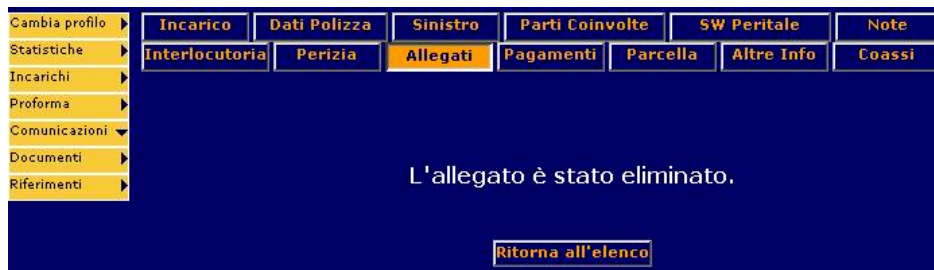 Cambia profilo
Statistiche
Incarichi
Proforma
Comunicazioni
Documenti
Riferimenti
Incarico Dati Polizza Sinistro Parti Coinvolte SW Peritale Note
Interlocutoria Perizia Allegati Pagamenti Parcella Altre Info Coassi
L'allegato è stato eliminato.
Ritorna all'elenco